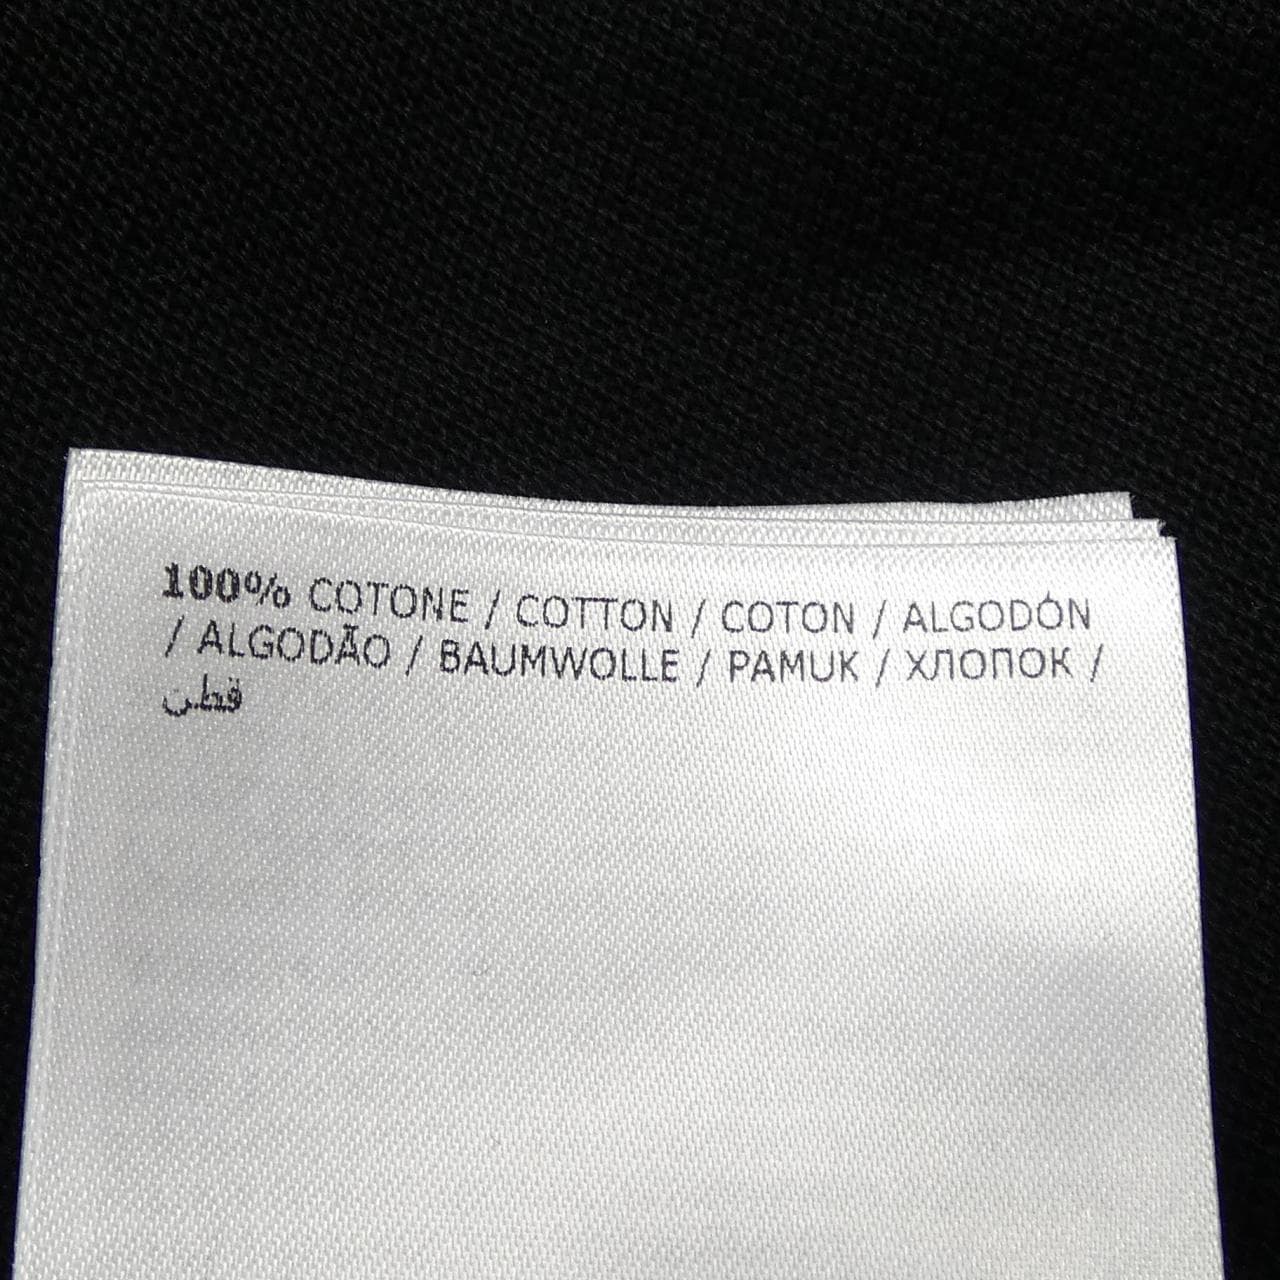 100% COTONE / COTTON / COTON / ALGODÓN
/ ALGODÃO / BAUMWOLLE / PAMUK / ХЛОПОК /
قطن